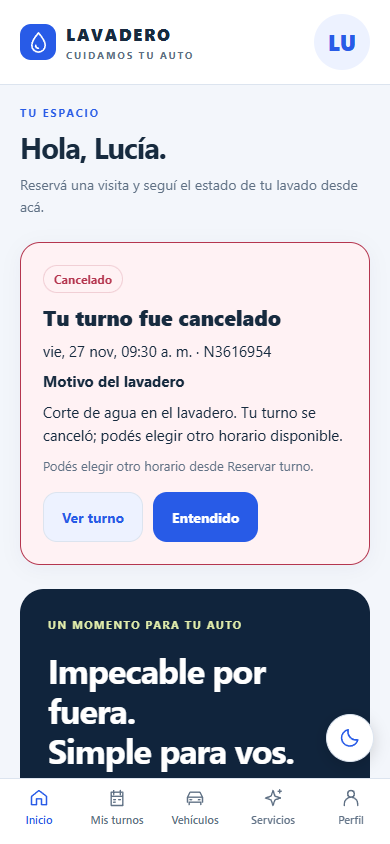 LAVADERO
CUIDAMOS TU AUTO
LU
TU ESPACIO
Hola, Lucía.
Reservá una visita y seguí el estado de tu lavado desde
acá.
Cancelado
Tu turno fue cancelado
vie, 27 nov, 09:30 a. m. · N3616954
Motivo del lavadero
Corte de agua en el lavadero. Tu turno se
canceló; podés elegir otro horario disponible.
Podés elegir otro horario desde Reservar turno.
Ver turno
Entendido
UN MOMENTO PARA TU AUTO
Impecable por
fuera.
Simple para vos.
Inicio
Mis turnos
Vehículos
Servicios
Perfil